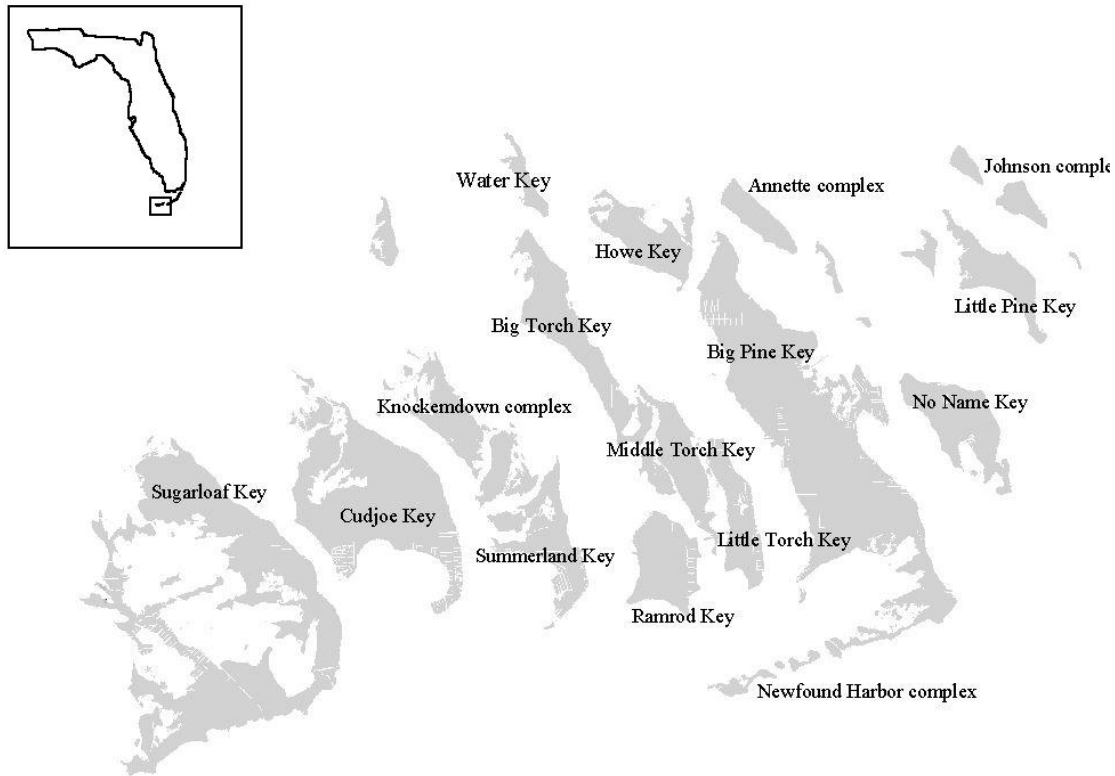 Johnson comple
Water Key
Annette complex
Howe Key
Little Pine Key
Big Torch Key
Big Pine Key
Knockemdown complex
No Name Key
Middle Torch Key
Sugarloaf Key
Cudjoe Key
Little Torch Key
Summerland Key
Ramrod Key
Newfound Harbor complex